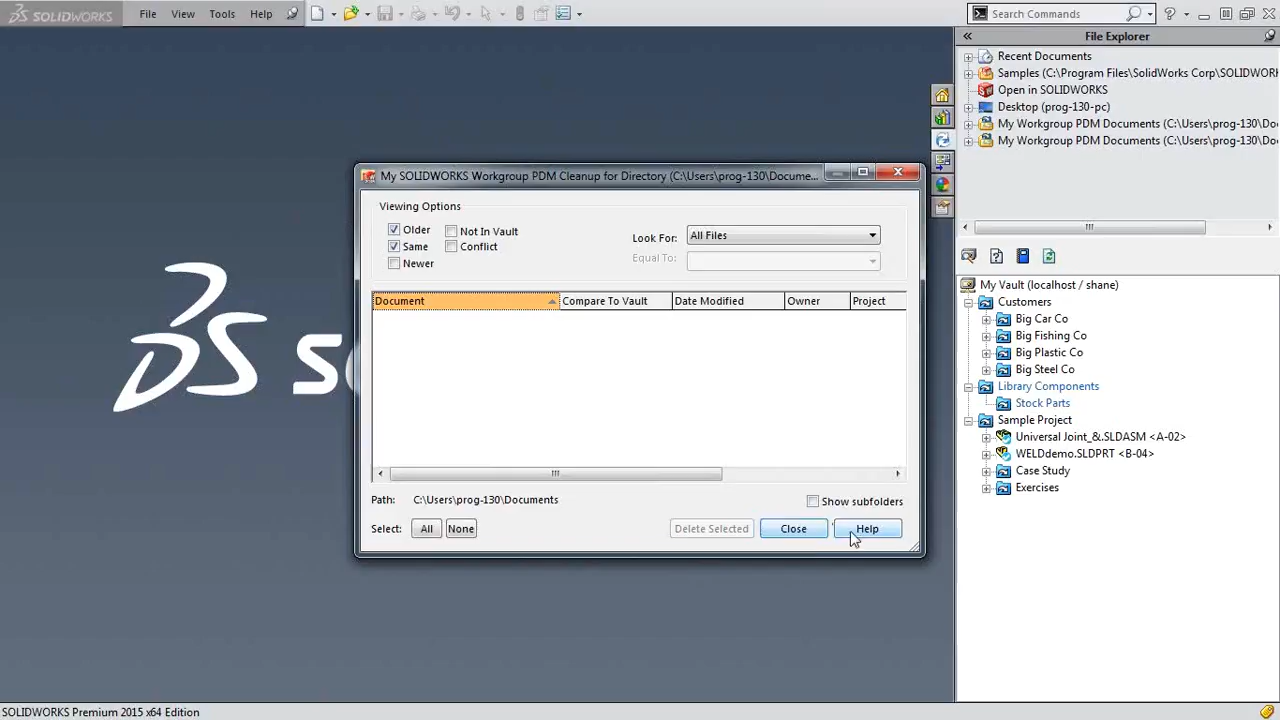 SOLIDWORKS File View Tools Help Search Commands
File Explorer
Recent Documents
Samples (C:\Program Files\SolidWorks Corp\SOLIDWOR
Open in SOLIDWORKS
Desktop (prog-130-pc)
My Workgroup PDM Documents (C:\Users\prog-130\Do
My Workgroup PDM Documents (C:\Users\prog-130\Do
My SOLIDWORKS Workgroup PDM Cleanup for Directory (C:\Users\prog-130\Docume...
Viewing Options
Older Not In Vault Look For: All Files
Same Conflict
Newer Equal To:
Document Compare To Vault Date Modified Owner Project
Path: C:\Users\prog-130\Documents Show subfolders
Select: All None Delete Selected Close Help
My Vault (localhost / shane)
Customers
Big Car Co
Big Fishing Co
Big Plastic Co
Big Steel Co
Library Components
Stock Parts
Sample Project
Universal Joint_&.SLDASM <A-02>
WELDdemo.SLDPRT <B-04>
Case Study
Exercises
SOLIDWORKS Premium 2015 x64 Edition